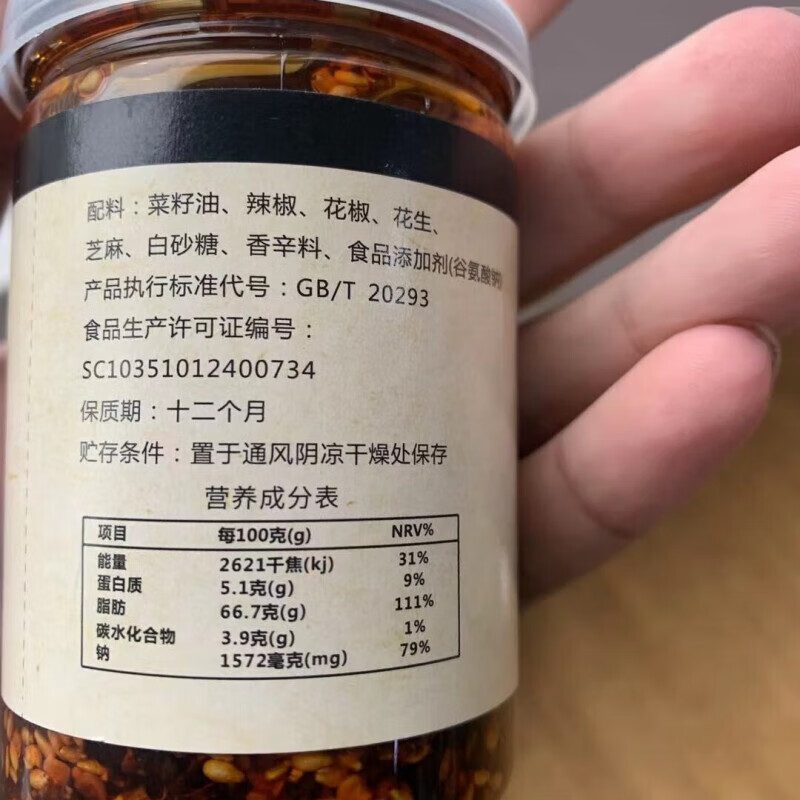 配料：菜籽油、辣椒、花椒、花生、
芝麻、白砂糖、香辛料、食品添加剂(谷氨酸钠)
产品执行标准代号：GB/T 20293
食品生产许可证编号：
SC10351012400734
保质期：十二个月
贮存条件：置于通风阴凉干燥处保存
营养成分表
项目 每100克(g) NRV%
能量 2621千焦(kj) 31%
蛋白质 5.1克(g) 9%
脂肪 66.7克(g) 111%
碳水化合物 3.9克(g) 1%
钠 1572毫克(mg) 79%